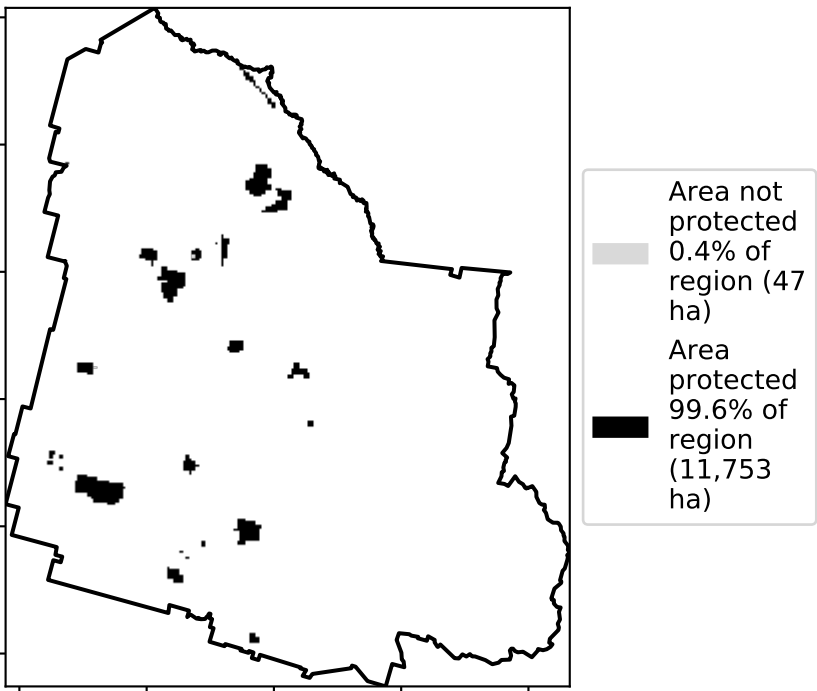 Area not
protected
0.4% of
region (47
ha)
Area
protected
99.6% of
region
(11,753
ha)